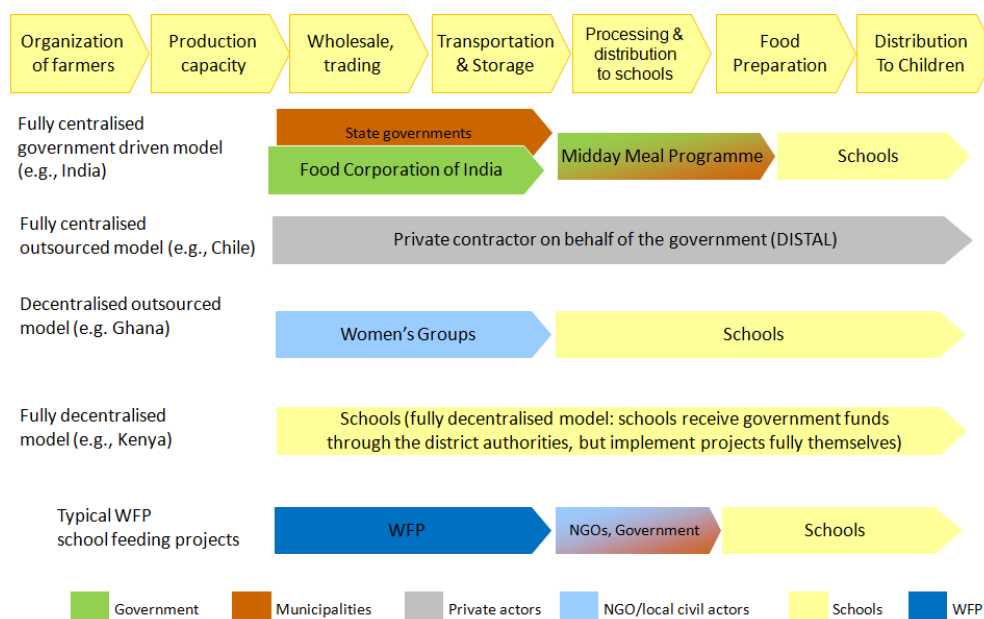 Organization
of farmers
Production
capacity
Wholesale,
trading
Transportation
& Storage
Processing &
distribution
to schools
Food
Preparation
Distribution
To Children
Fully centralised
government driven model
(e.g., India)
State governments
Food Corporation of India
Midday Meal Programme
Schools
Fully centralised
outsourced model (e.g., Chile)
Private contractor on behalf of the government (DISTAL)
Decentralised outsourced
model (e.g. Ghana)
Women's Groups
Schools
Fully decentralised
model (e.g., Kenya)
Schools (fully decentralised model: schools receive government funds
through the district authorities, but implement projects fully themselves)
Typical WFP
school feeding projects
WFP
NGOs, Government
Schools
Government
Municipalities
Private actors
NGO/local civil actors
Schools
WFP